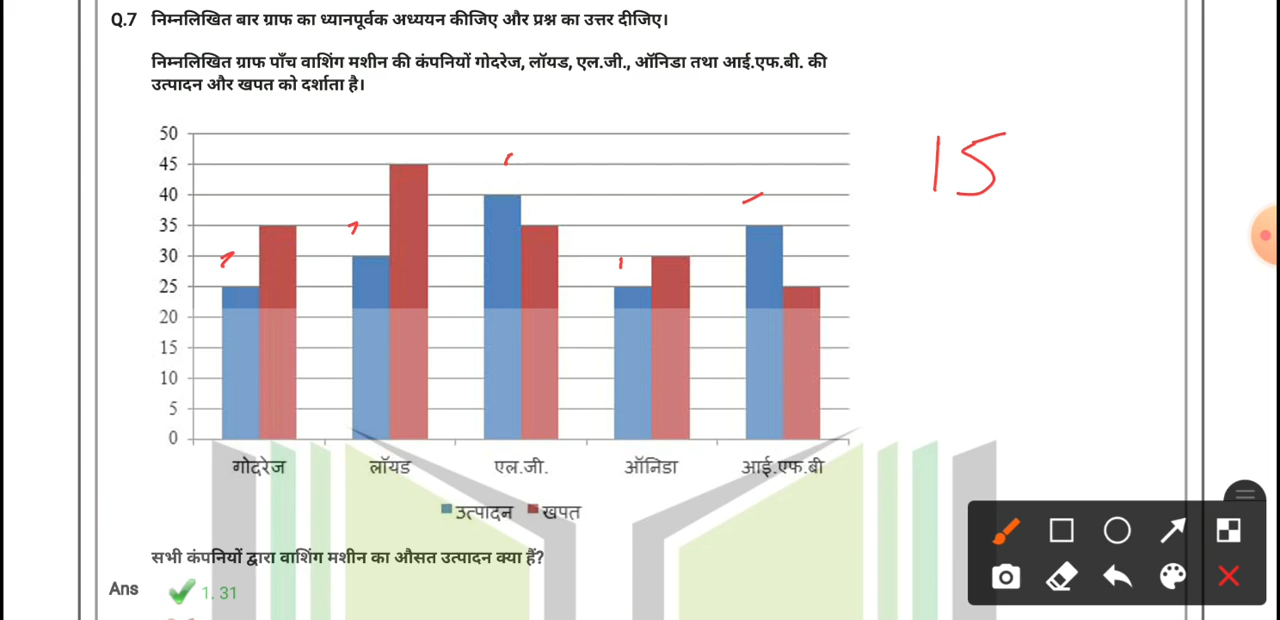 Q.7 निम्नलिखित बार ग्राफ का ध्यानपूर्वक अध्ययन कीजिए और प्रश्न का उत्तर दीजिए।
निम्नलिखित ग्राफ पाँच वाशिंग मशीन की कंपनियों गोदरेज, लॉयड, एल.जी., ऑनिडा तथा आई.एफ.बी. की
उत्पादन और खपत को दर्शाता है।
50
45
40
35
30
25
20
15
10
5
0
15
गोदरेज लॉयड एल.जी. ऑनिडा आई.एफ.बी
उत्पादन खपत
सभी कंपनियों द्वारा वाशिंग मशीन का औसत उत्पादन क्या हैं?
Ans 1. 31